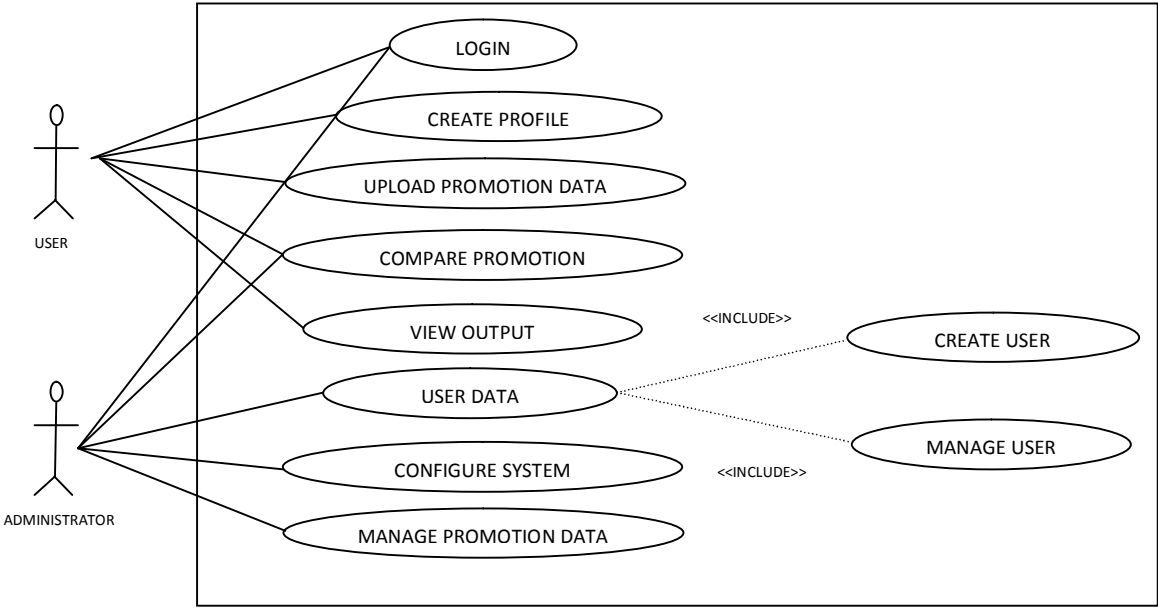 LOGIN
CREATE PROFILE
UPLOAD PROMOTION DATA
USER
COMPARE PROMOTION
<<INCLUDE>>
VIEW OUTPUT
CREATE USER
USER DATA
MANAGE USER
CONFIGURE SYSTEM
<<INCLUDE>>
ADMINISTRATOR
MANAGE PROMOTION DATA